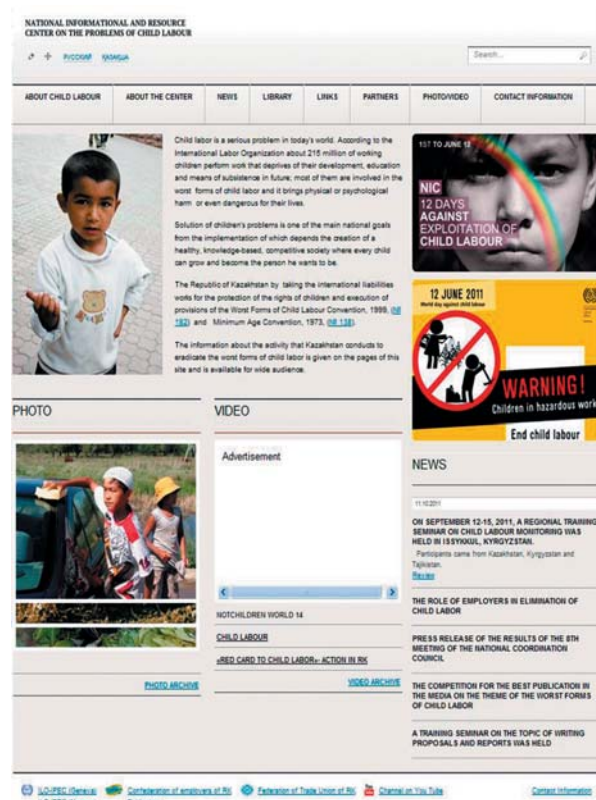 NATIONAL INFORMATIONAL AND RESOURCE
CENTER ON THE PROBLEMS OF CHILD LABOUR
РУССКИЙ ҚАЗАҚША
Search...
ABOUT CHILD LABOUR ABOUT THE CENTER NEWS LIBRARY LINKS PARTNERS PHOTO/VIDEO CONTACT INFORMATION
Child labor is a serious problem in today's world. According to the
International Labor Organization about 215 million of working
children perform work that deprives of their development, education
and means of subsistence in future; most of them are involved in the
worst forms of child labor and it brings physical or psychological
harm or even dangerous for their lives.
Solution of children's problems is one of the main national goals
from the implementation of which depends the creation of a
healthy, knowledge-based, competitive society where every child
can grow and become the person he wants to be.
The Republic of Kazakhstan by taking the international liabilities
works for the protection of the rights of children and execution of
provisions of the Worst Forms of Child Labour Convention, 1999, (№
182) and Minimum Age Convention, 1973, (№ 138).
The information about the activity that Kazakhstan conducts to
eradicate the worst forms of child labor is given on the pages of this
site and is available for wide audience.
1ST TO JUNE 12
NIC
12 DAYS
AGAINST
EXPLOITATION OF
CHILD LABOUR
12 JUNE 2011
World day against child labour
WARNING!
Children in hazardous work
End child labour
PHOTO
PHOTO ARCHIVE
VIDEO
Advertisement
NOTCHILDREN WORLD 14
CHILD LABOUR
«RED CARD TO CHILD LABOR»- ACTION IN RK
VIDEO ARCHIVE
NEWS
11.10.2011
ON SEPTEMBER 12-15, 2011, A REGIONAL TRAINING
SEMINAR ON CHILD LABOUR MONITORING WAS
HELD IN ISSYKKUL, KYRGYZSTAN.
Participants came from Kazakhstan, Kyrgyzstan and
Tajikistan.
Review
THE ROLE OF EMPLOYERS IN ELIMINATION OF
CHILD LABOR
PRESS RELEASE OF THE RESULTS OF THE 8TH
MEETING OF THE NATIONAL COORDINATION
COUNCIL
THE COMPETITION FOR THE BEST PUBLICATION IN
THE MEDIA ON THE THEME OF THE WORST FORMS
OF CHILD LABOR
A TRAINING SEMINAR ON THE TOPIC OF WRITING
PROPOSALS AND REPORTS WAS HELD
ILO-IPEC (Geneva) Confederation of employers of RK Federation of Trade Union of RK Channel on You Tube Contact Information